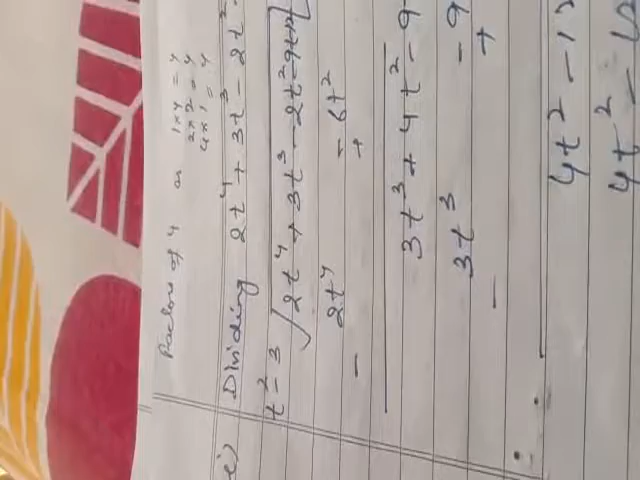 Factors of 4 as 1×4 = 4
2×2 = 4
4×1 = 4
i) Dividing 2t⁴ + 3t³ - 2t²
t² - 3 √2t⁴ + 3t³ - 2t² - 9t - 12
2t⁴ - 6t²
- +
3t³ + 4t² - 9
3t³ - 9
- +
4t² - 12
4t² - 12